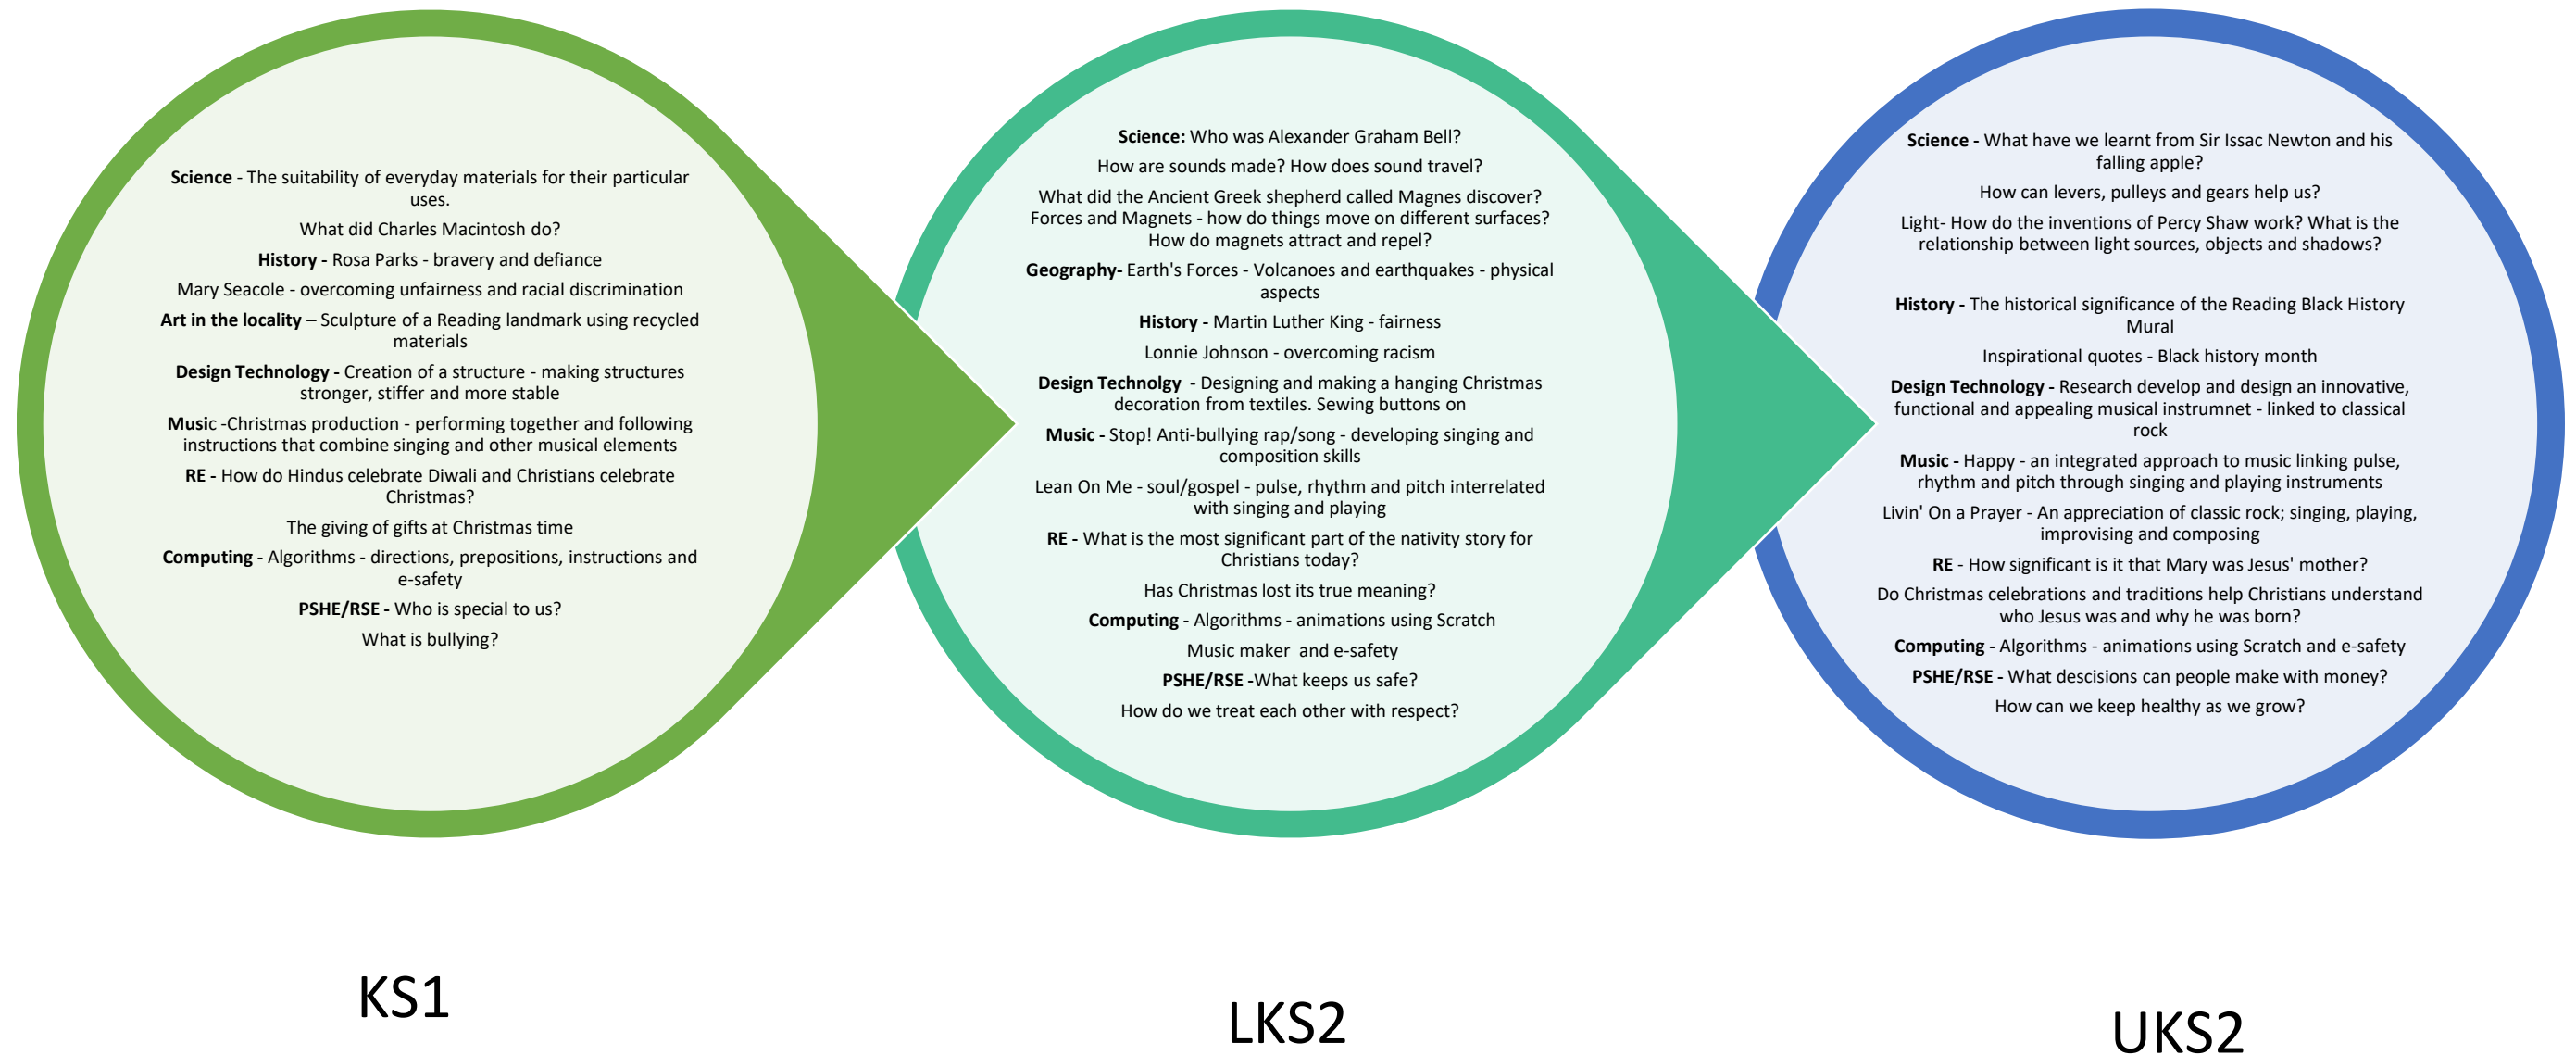 Science - The suitability of everyday materials for their particular
uses.
What did Charles Macintosh do?
History - Rosa Parks - bravery and defiance
Mary Seacole - overcoming unfairness and racial discrimination
Art in the locality – Sculpture of a Reading landmark using recycled
materials
Design Technology - Creation of a structure - making structures
stronger, stiffer and more stable
Music -Christmas production - performing together and following
instructions that combine singing and other musical elements
RE - How do Hindus celebrate Diwali and Christians celebrate
Christmas?
The giving of gifts at Christmas time
Computing - Algorithms - directions, prepositions, instructions and
e-safety
PSHE/RSE - Who is special to us?
What is bullying?
KS1
Science: Who was Alexander Graham Bell?
How are sounds made? How does sound travel?
What did the Ancient Greek shepherd called Magnes discover?
Forces and Magnets - how do things move on different surfaces?
How do magnets attract and repel?
Geography- Earth's Forces - Volcanoes and earthquakes - physical
aspects
History - Martin Luther King - fairness
Lonnie Johnson - overcoming racism
Design Technolgy - Designing and making a hanging Christmas
decoration from textiles. Sewing buttons on
Music - Stop! Anti-bullying rap/song - developing singing and
composition skills
Lean On Me - soul/gospel - pulse, rhythm and pitch interrelated
with singing and playing
RE - What is the most significant part of the nativity story for
Christians today?
Has Christmas lost its true meaning?
Computing - Algorithms - animations using Scratch
Music maker and e-safety
PSHE/RSE -What keeps us safe?
How do we treat each other with respect?
LKS2
Science - What have we learnt from Sir Issac Newton and his
falling apple?
How can levers, pulleys and gears help us?
Light- How do the inventions of Percy Shaw work? What is the
relationship between light sources, objects and shadows?
History - The historical significance of the Reading Black History
Mural
Inspirational quotes - Black history month
Design Technology - Research develop and design an innovative,
functional and appealing musical instrumnet - linked to classical
rock
Music - Happy - an integrated approach to music linking pulse,
rhythm and pitch through singing and playing instruments
Livin' On a Prayer - An appreciation of classic rock; singing, playing,
improvising and composing
RE - How significant is it that Mary was Jesus' mother?
Do Christmas celebrations and traditions help Christians understand
who Jesus was and why he was born?
Computing - Algorithms - animations using Scratch and e-safety
PSHE/RSE - What descisions can people make with money?
How can we keep healthy as we grow?
UKS2